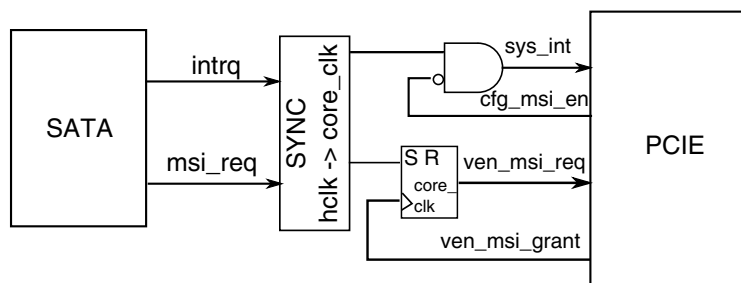 SATA
intrq
msi_req
SYNC
hclk -> core_clk
sys_int
cfg_msi_en
S R
core_
clk
ven_msi_req
ven_msi_grant
PCIE